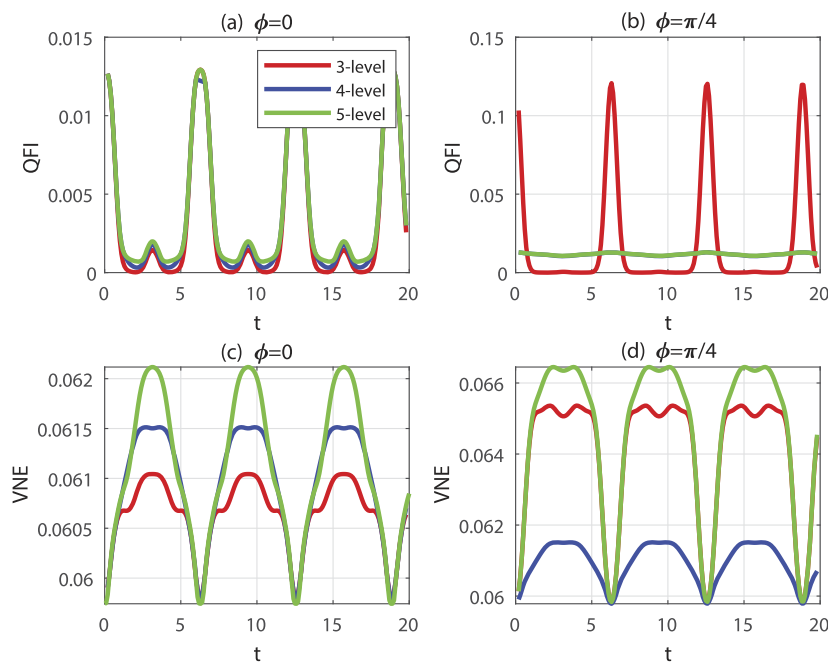 (a) ϕ=0
QFI
0.015
0.01
0.005
0
0 5 10 15 20
t
3-level
4-level
5-level
(b) ϕ=π/4
QFI
0.15
0.1
0.05
0
0 5 10 15 20
t
(c) ϕ=0
VNE
0.062
0.0615
0.061
0.0605
0.06
0 5 10 15 20
t
(d) ϕ=π/4
VNE
0.066
0.064
0.062
0.06
0 5 10 15 20
t